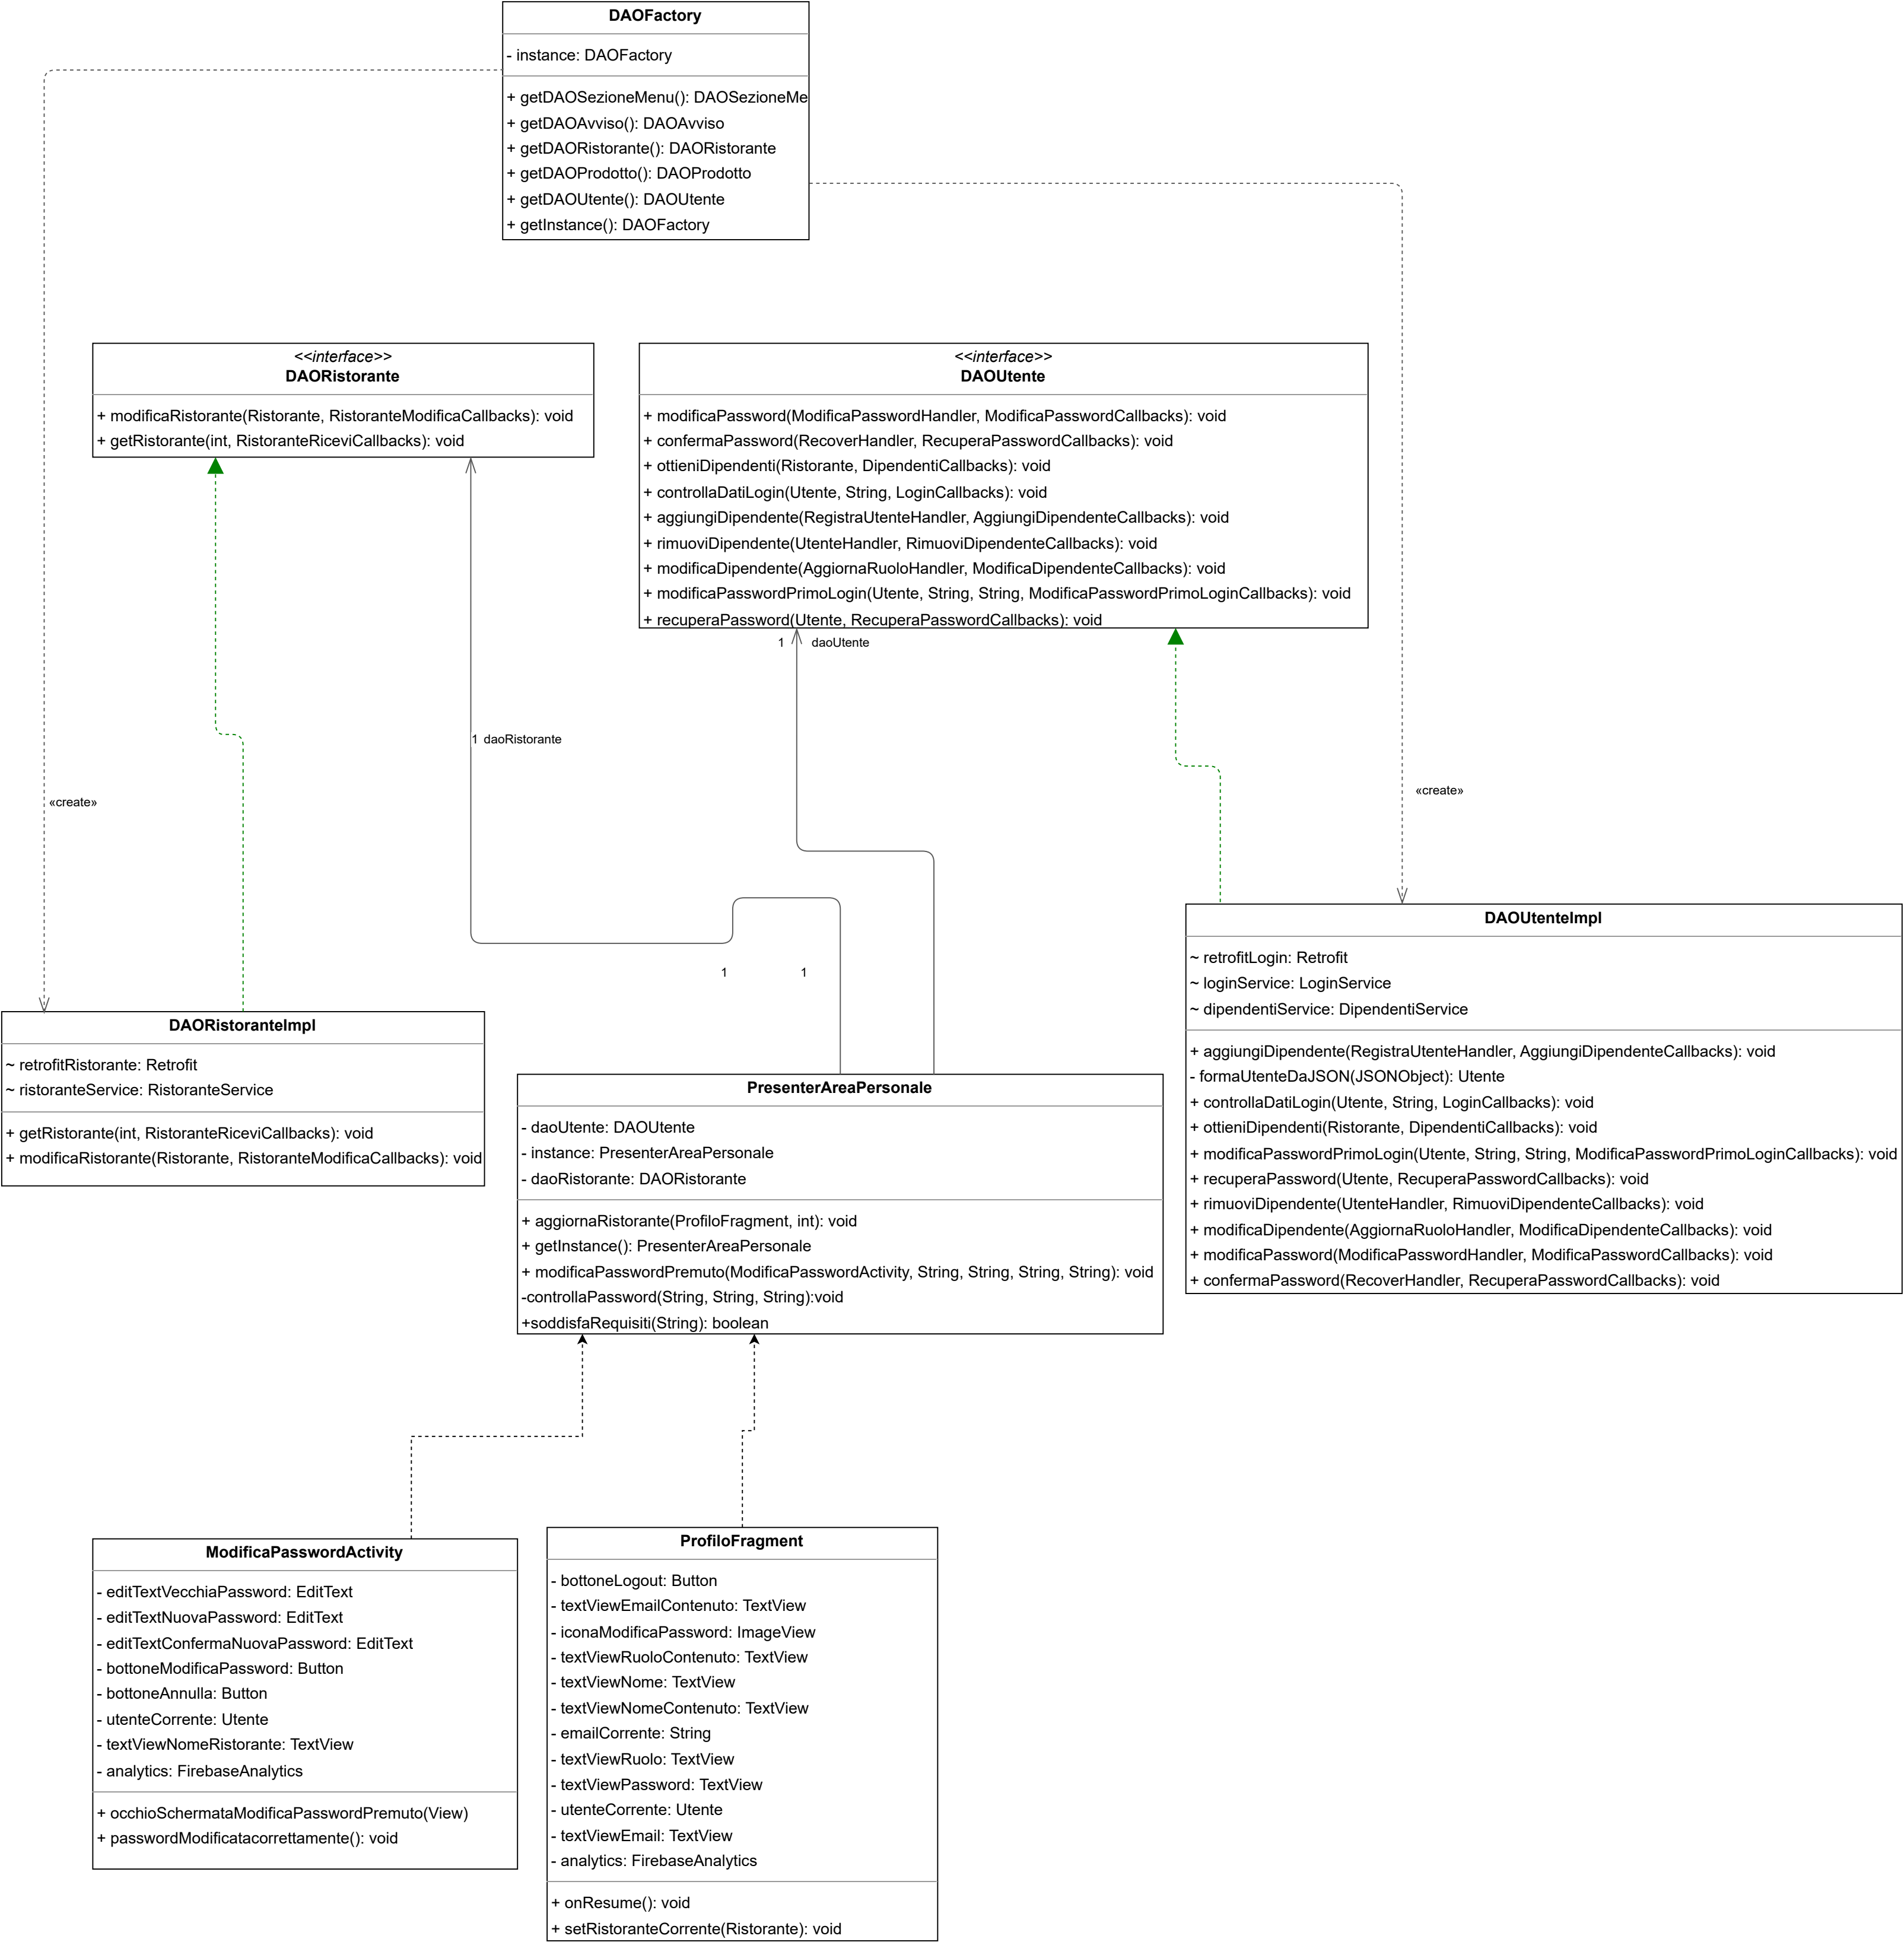 DAOFactory
- instance: DAOFactory
+ getDAOSezioneMenu(): DAOSezioneMe
+ getDAOAvviso(): DAOAvviso
+ getDAORistorante(): DAORistorante
+ getDAOProdotto(): DAOProdotto
+ getDAOUtente(): DAOUtente
+ getInstance(): DAOFactory
<<interface>>
DAORistorante
+ modificaRistorante(Ristorante, RistoranteModificaCallbacks): void
+ getRistorante(int, RistoranteRiceviCallbacks): void
<<interface>>
DAOUtente
+ modificaPassword(ModificaPasswordHandler, ModificaPasswordCallbacks): void
+ confermaPassword(RecoverHandler, RecuperaPasswordCallbacks): void
+ ottieniDipendenti(Ristorante, DipendentiCallbacks): void
+ controllaDatiLogin(Utente, String, LoginCallbacks): void
+ aggiungiDipendente(RegistraUtenteHandler, AggiungiDipendenteCallbacks): void
+ rimuoviDipendente(UtenteHandler, RimuoviDipendenteCallbacks): void
+ modificaDipendente(AggiornaRuoloHandler, ModificaDipendenteCallbacks): void
+ modificaPasswordPrimoLogin(Utente, String, String, ModificaPasswordPrimoLoginCallbacks): void
+ recuperaPassword(Utente, RecuperaPasswordCallbacks): void
1 daoUtente
1 daoRistorante
«create»
«create»
1 1
DAORistoranteImpl
~ retrofitRistorante: Retrofit
~ ristoranteService: RistoranteService
+ getRistorante(int, RistoranteRiceviCallbacks): void
+ modificaRistorante(Ristorante, RistoranteModificaCallbacks): void
PresenterAreaPersonale
- daoUtente: DAOUtente
- instance: PresenterAreaPersonale
- daoRistorante: DAORistorante
+ aggiornaRistorante(ProfiloFragment, int): void
+ getInstance(): PresenterAreaPersonale
+ modificaPasswordPremuto(ModificaPasswordActivity, String, String, String, String): void
-controllaPassword(String, String, String):void
+soddisfaRequisiti(String): boolean
DAOUtenteImpl
~ retrofitLogin: Retrofit
~ loginService: LoginService
~ dipendentiService: DipendentiService
+ aggiungiDipendente(RegistraUtenteHandler, AggiungiDipendenteCallbacks): void
- formaUtenteDaJSON(JSONObject): Utente
+ controllaDatiLogin(Utente, String, LoginCallbacks): void
+ ottieniDipendenti(Ristorante, DipendentiCallbacks): void
+ modificaPasswordPrimoLogin(Utente, String, String, ModificaPasswordPrimoLoginCallbacks): void
+ recuperaPassword(Utente, RecuperaPasswordCallbacks): void
+ rimuoviDipendente(UtenteHandler, RimuoviDipendenteCallbacks): void
+ modificaDipendente(AggiornaRuoloHandler, ModificaDipendenteCallbacks): void
+ modificaPassword(ModificaPasswordHandler, ModificaPasswordCallbacks): void
+ confermaPassword(RecoverHandler, RecuperaPasswordCallbacks): void
ModificaPasswordActivity
- editTextVecchiaPassword: EditText
- editTextNuovaPassword: EditText
- editTextConfermaNuovaPassword: EditText
- bottoneModificaPassword: Button
- bottoneAnnulla: Button
- utenteCorrente: Utente
- textViewNomeRistorante: TextView
- analytics: FirebaseAnalytics
+ occhioSchermataModificaPasswordPremuto(View)
+ passwordModificatacorrettamente(): void
ProfiloFragment
- bottoneLogout: Button
- textViewEmailContenuto: TextView
- iconaModificaPassword: ImageView
- textViewRuoloContenuto: TextView
- textViewNome: TextView
- textViewNomeContenuto: TextView
- emailCorrente: String
- textViewRuolo: TextView
- textViewPassword: TextView
- utenteCorrente: Utente
- textViewEmail: TextView
- analytics: FirebaseAnalytics
+ onResume(): void
+ setRistoranteCorrente(Ristorante): void